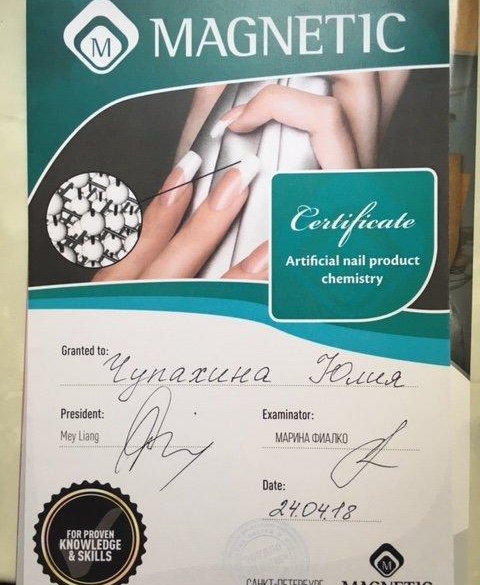 M
MAGNETIC
Certificate
Artificial nail product
chemistry
Granted to: Чупахина Юлия
President:
Mey Liang
Examinator:
МАРИНА ФИАЛКО
Date:
24.04.18
FOR PROVEN
KNOWLEDGE
& SKILLS
САНКТ-ПЕТЕРБУРГ
M
MAGNETIC